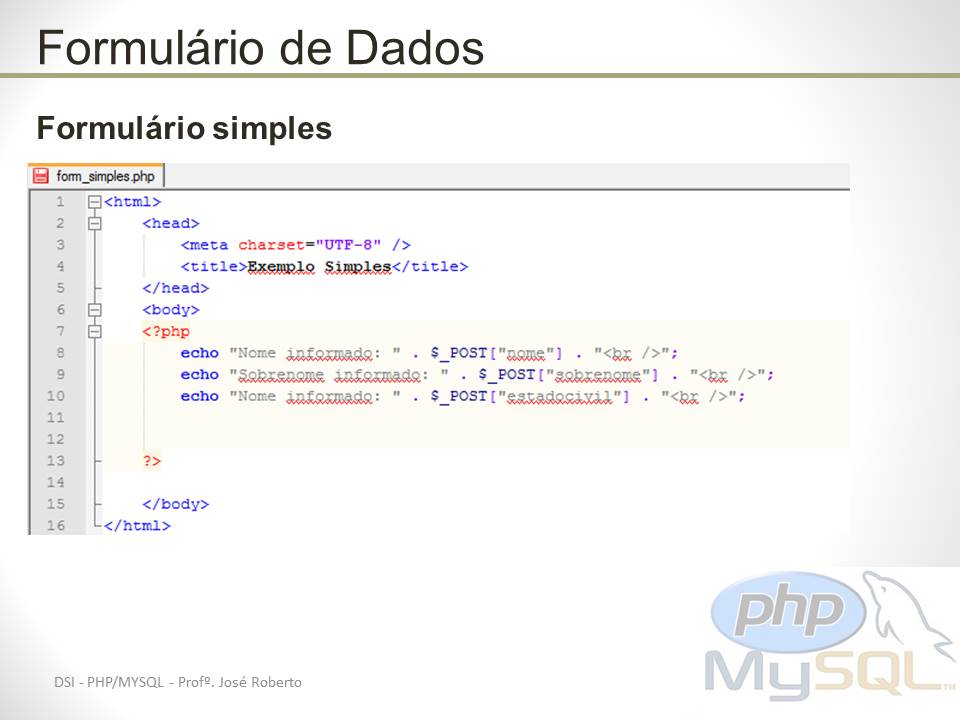 Formulário de Dados
Formulário simples
form_simples.php
1 <html>
2 <head>
3 <meta charset="UTF-8" />
4 <title>Exemplo Simples</title>
5 </head>
6 <body>
7 <?php
8 echo "Nome informado: " . $_POST["nome"] . "<br />";
9 echo "Sobrenome informado: " . $_POST["sobrenome"] . "<br />";
10 echo "Nome informado: " . $_POST["estadocivil"] . "<br />";
11
12
13 ?>
14
15 </body>
16 </html>
php
MySQL™
DSI - PHP/MYSQL - Profº. José Roberto